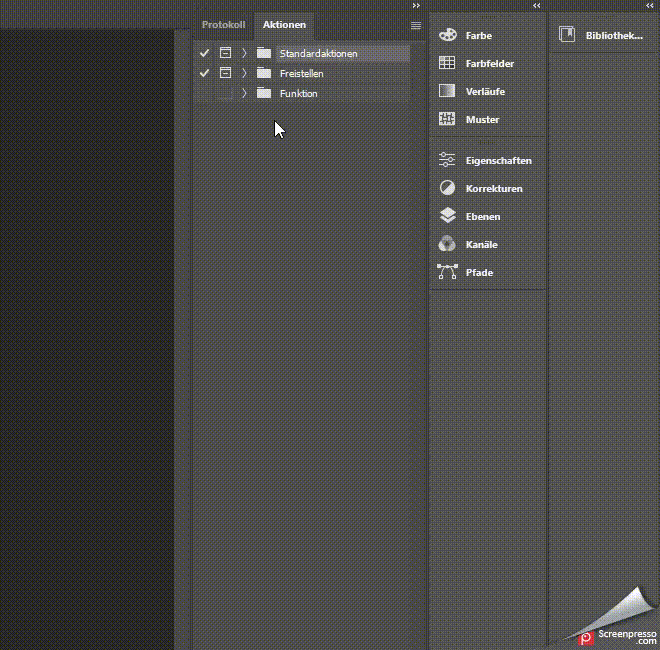 Protokoll
Aktionen
Standardaktionen
Freistellen
Funktion
Farbe
Farbfelder
Verläufe
Muster
Eigenschaften
Korrekturen
Ebenen
Kanäle
Pfade
Bibliothek...
Screenpresso
.com